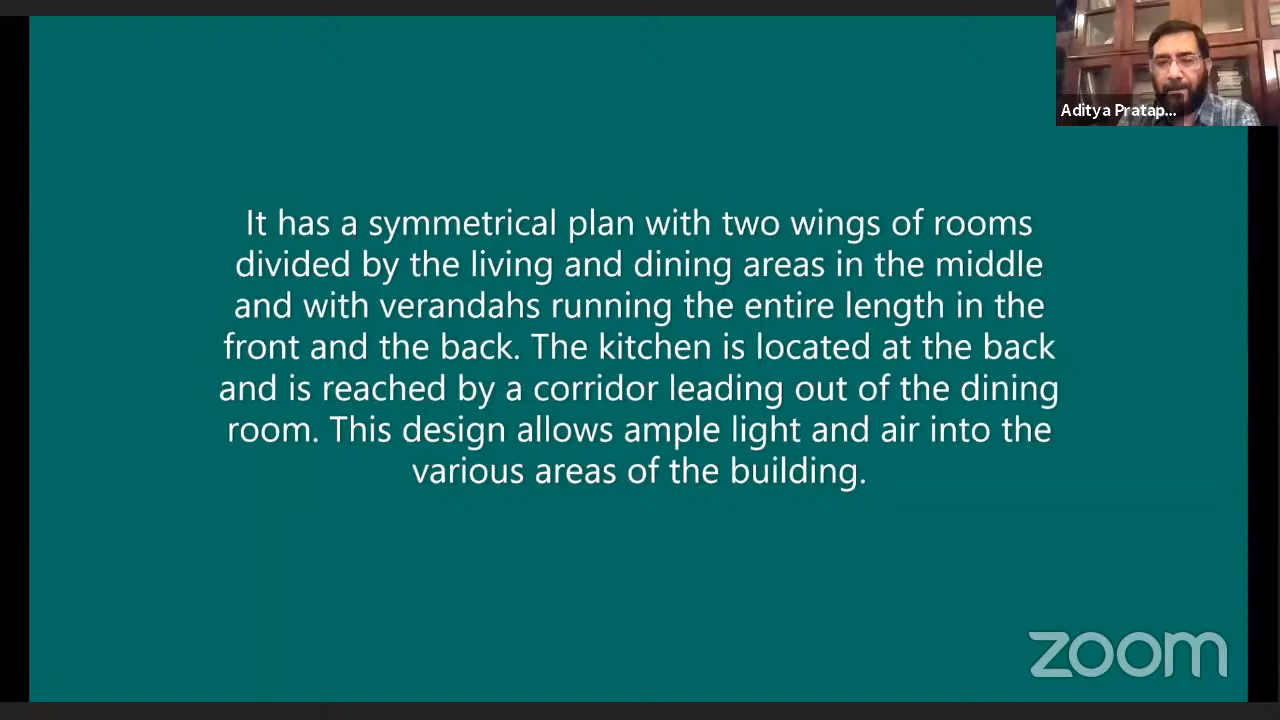 Aditya Pratap...
It has a symmetrical plan with two wings of rooms
divided by the living and dining areas in the middle
and with verandahs running the entire length in the
front and the back. The kitchen is located at the back
and is reached by a corridor leading out of the dining
room. This design allows ample light and air into the
various areas of the building.
zoom